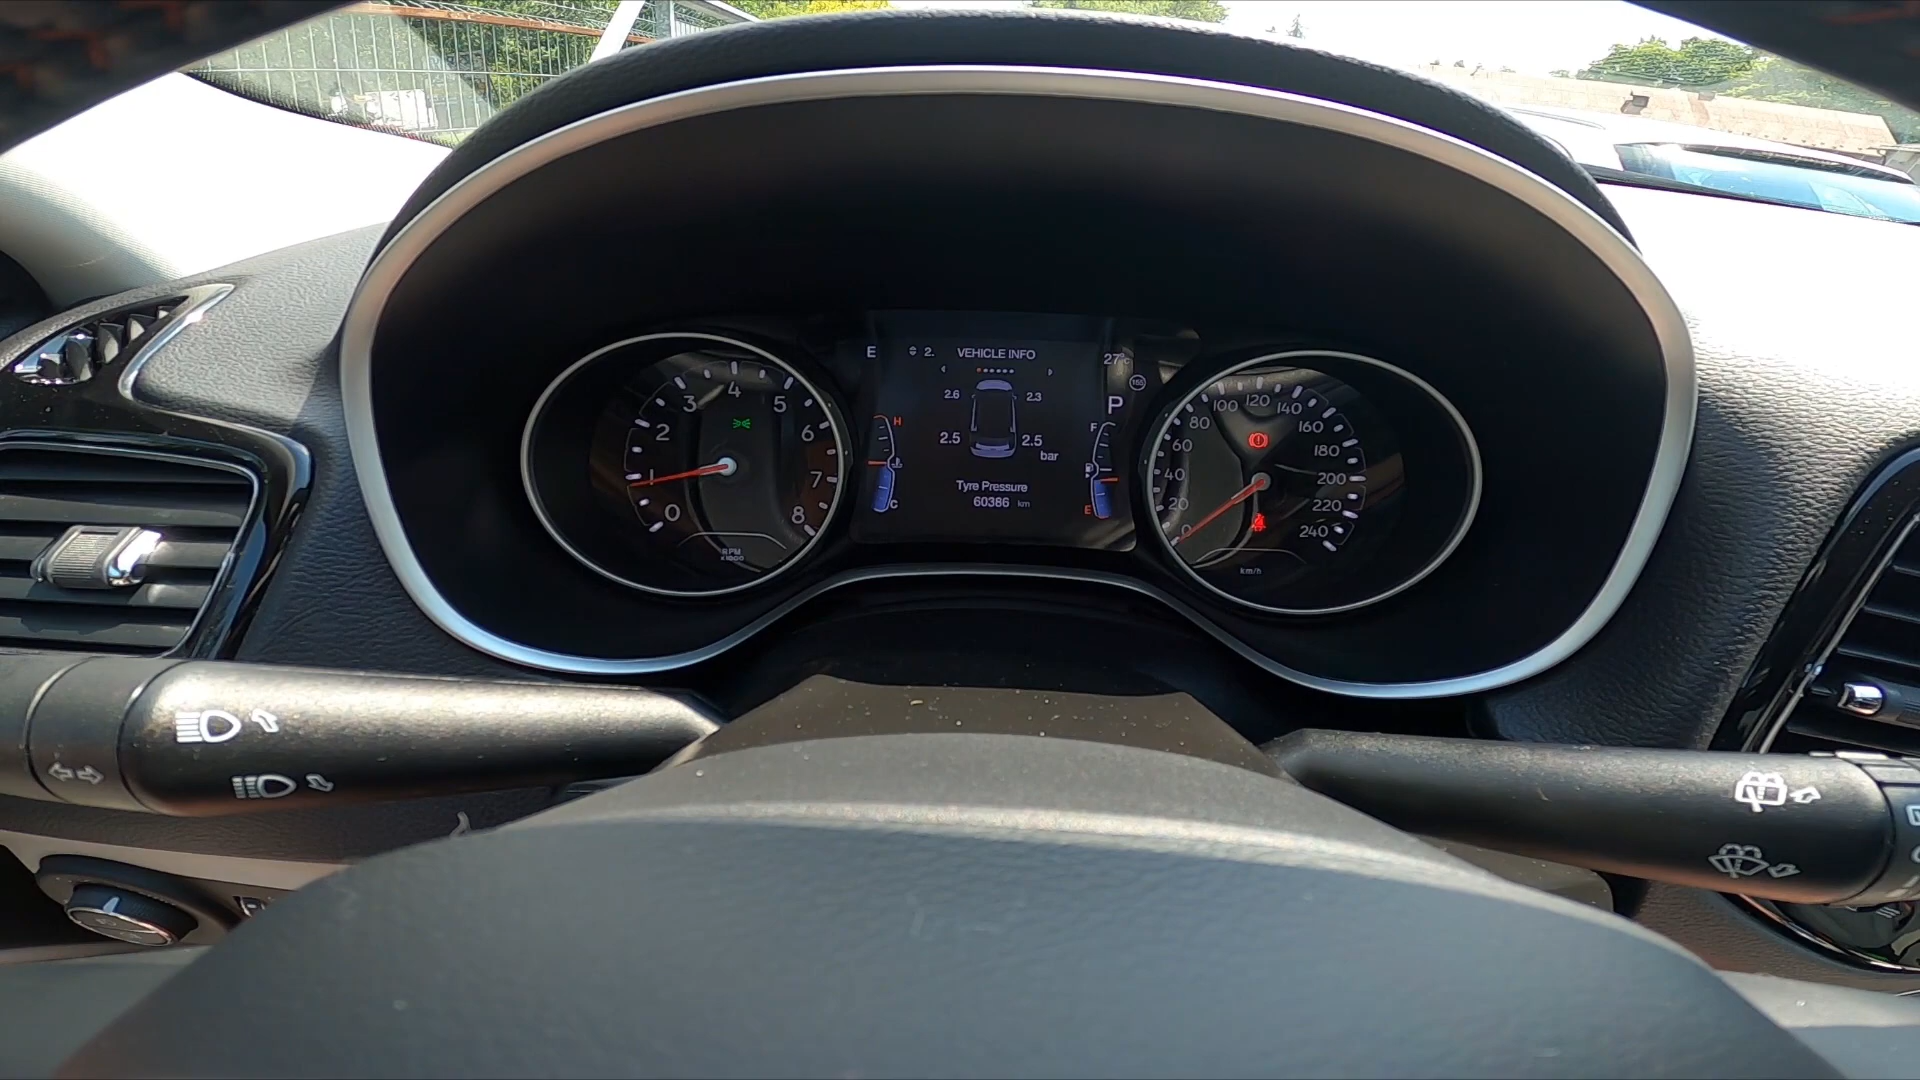 E
2. VEHICLE INFO
27°C
165
2.6 2.3
P
2.5 2.5
bar
H
C
F
E
Tyre Pressure
60386 km
0 1 2 3 4 5 6 7 8
RPM
x1000
0 20 40 60 80 100 120 140 160 180 200 220 240
km/h